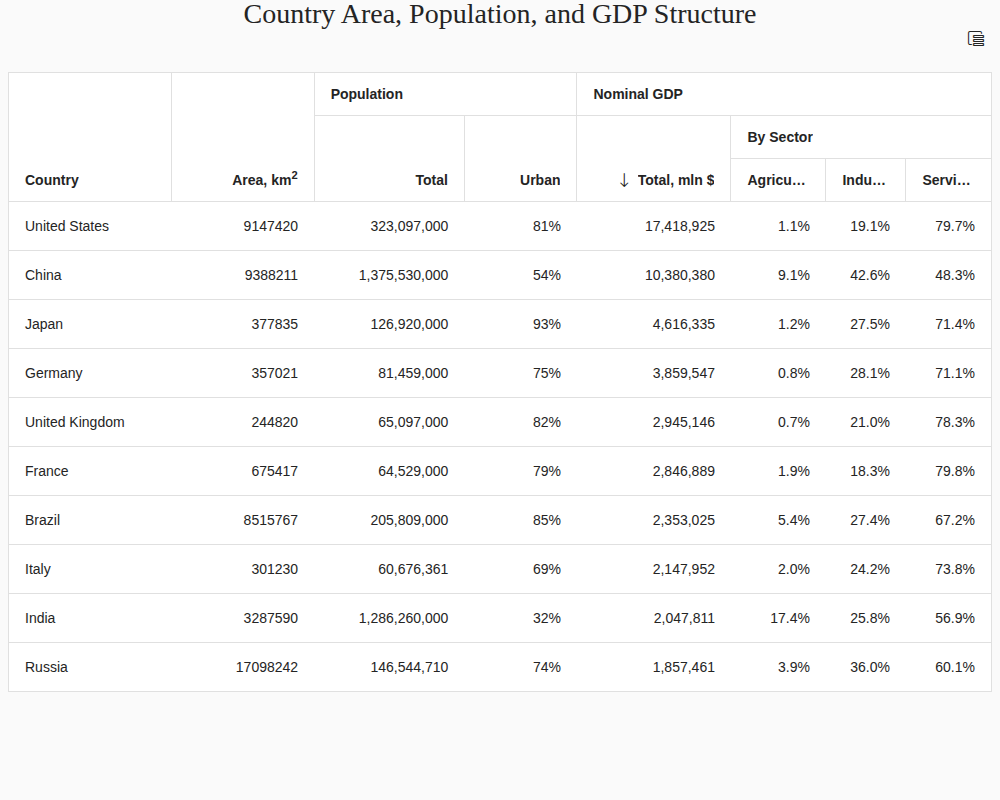 Country Area, Population, and GDP Structure
Population Nominal GDP
By Sector
Country Area, km2 Total Urban Total, mln $ Agricu… Indu… Servi…
United States 9147420 323,097,000 81% 17,418,925 1.1% 19.1% 79.7%
China 9388211 1,375,530,000 54% 10,380,380 9.1% 42.6% 48.3%
Japan 377835 126,920,000 93% 4,616,335 1.2% 27.5% 71.4%
Germany 357021 81,459,000 75% 3,859,547 0.8% 28.1% 71.1%
United Kingdom 244820 65,097,000 82% 2,945,146 0.7% 21.0% 78.3%
France 675417 64,529,000 79% 2,846,889 1.9% 18.3% 79.8%
Brazil 8515767 205,809,000 85% 2,353,025 5.4% 27.4% 67.2%
Italy 301230 60,676,361 69% 2,147,952 2.0% 24.2% 73.8%
India 3287590 1,286,260,000 32% 2,047,811 17.4% 25.8% 56.9%
Russia 17098242 146,544,710 74% 1,857,461 3.9% 36.0% 60.1%